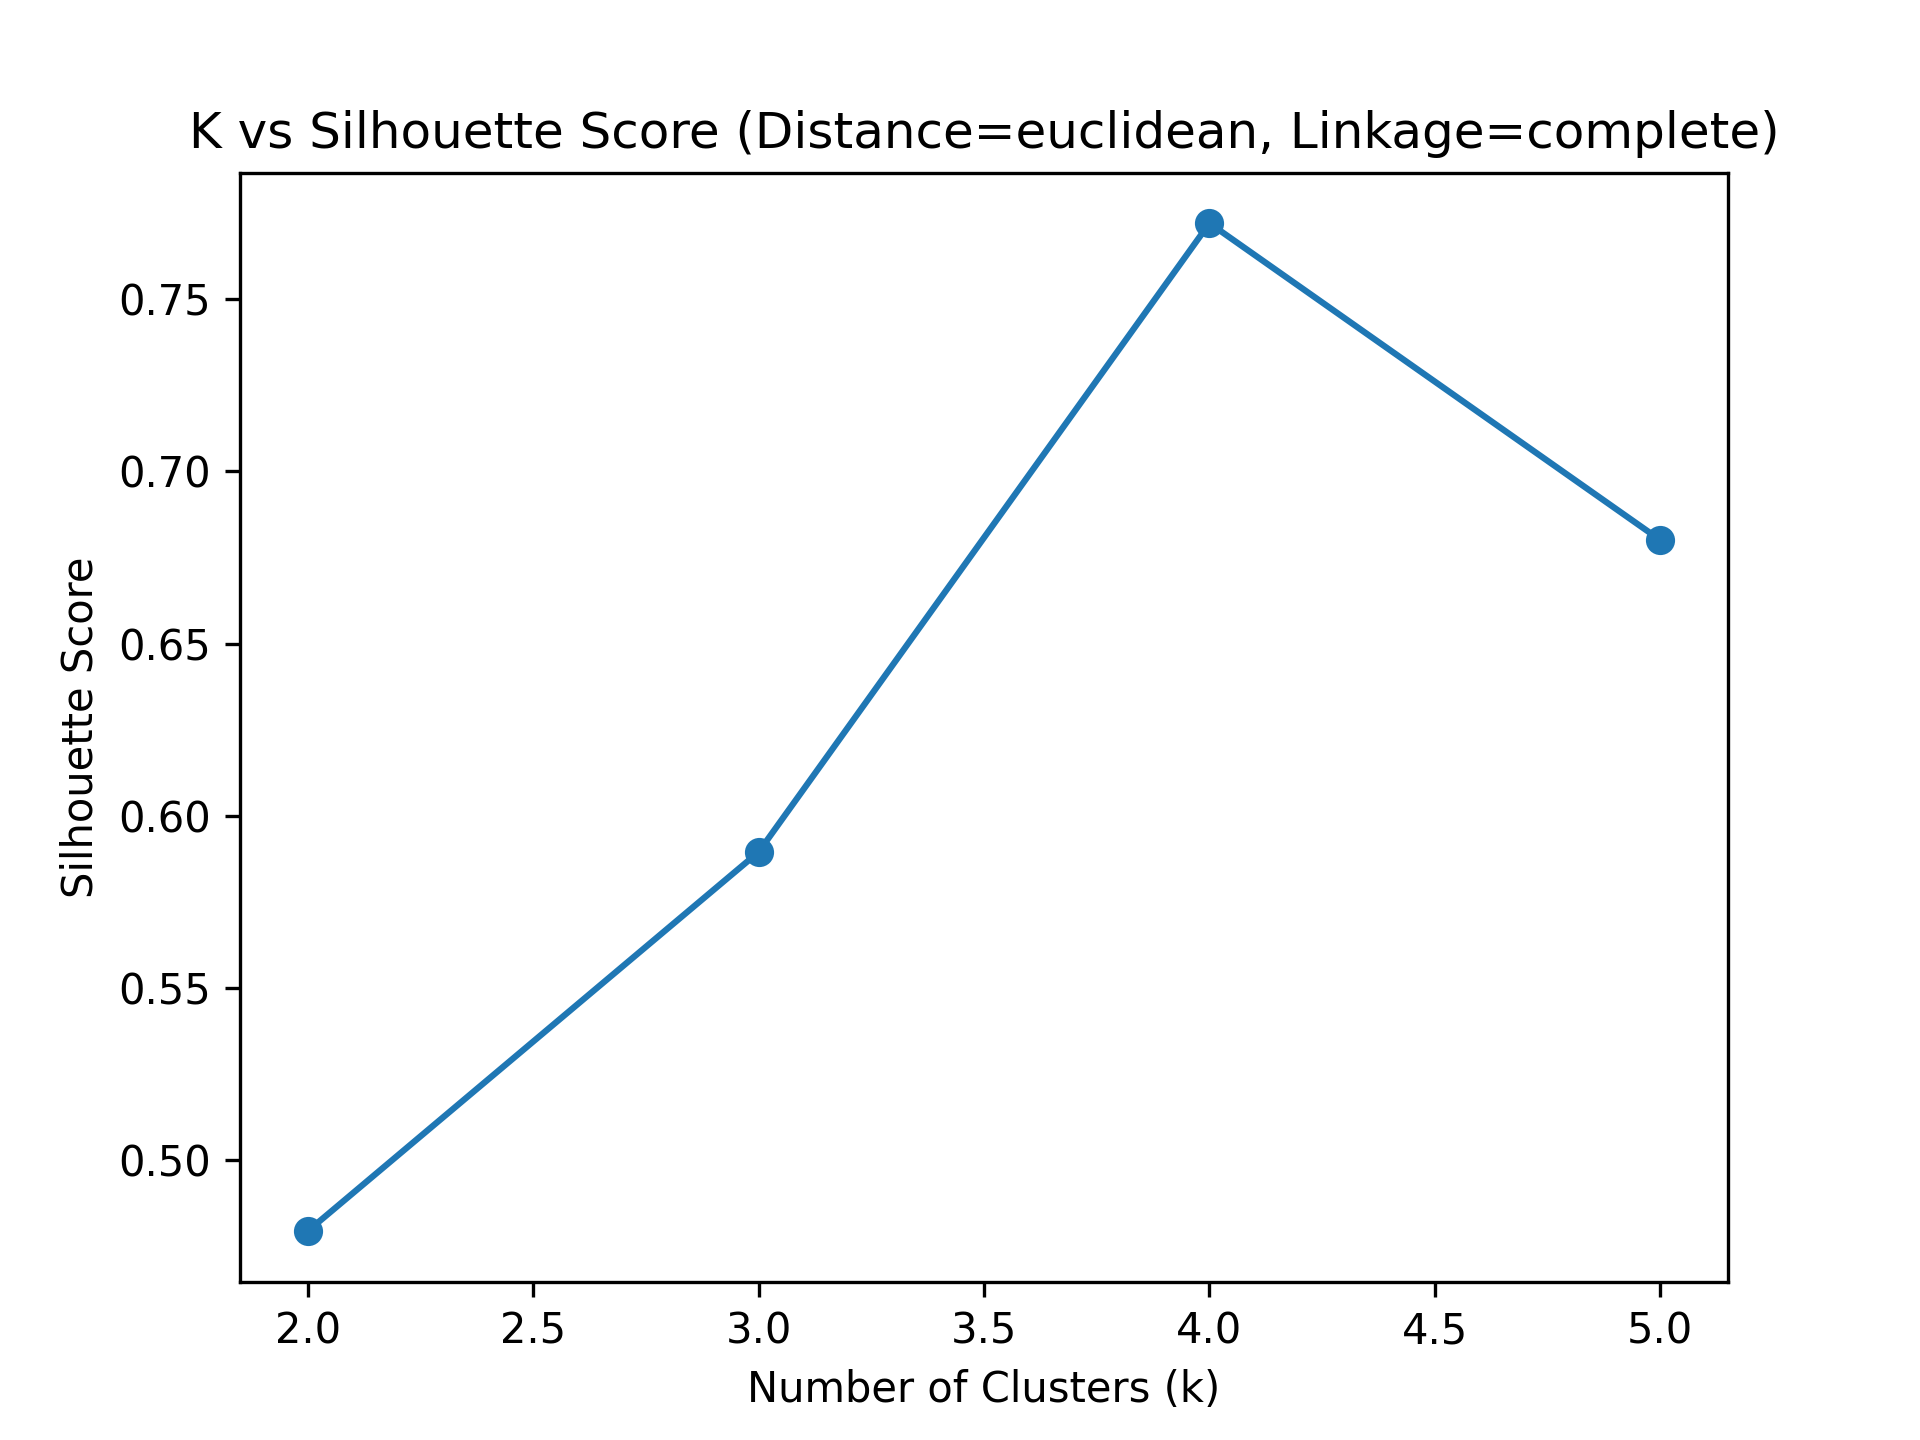 K vs Silhouette Score (Distance=euclidean, Linkage=complete)
Silhouette Score
0.75
0.70
0.65
0.60
0.55
0.50
2.0 2.5 3.0 3.5 4.0 4.5 5.0
Number of Clusters (k)